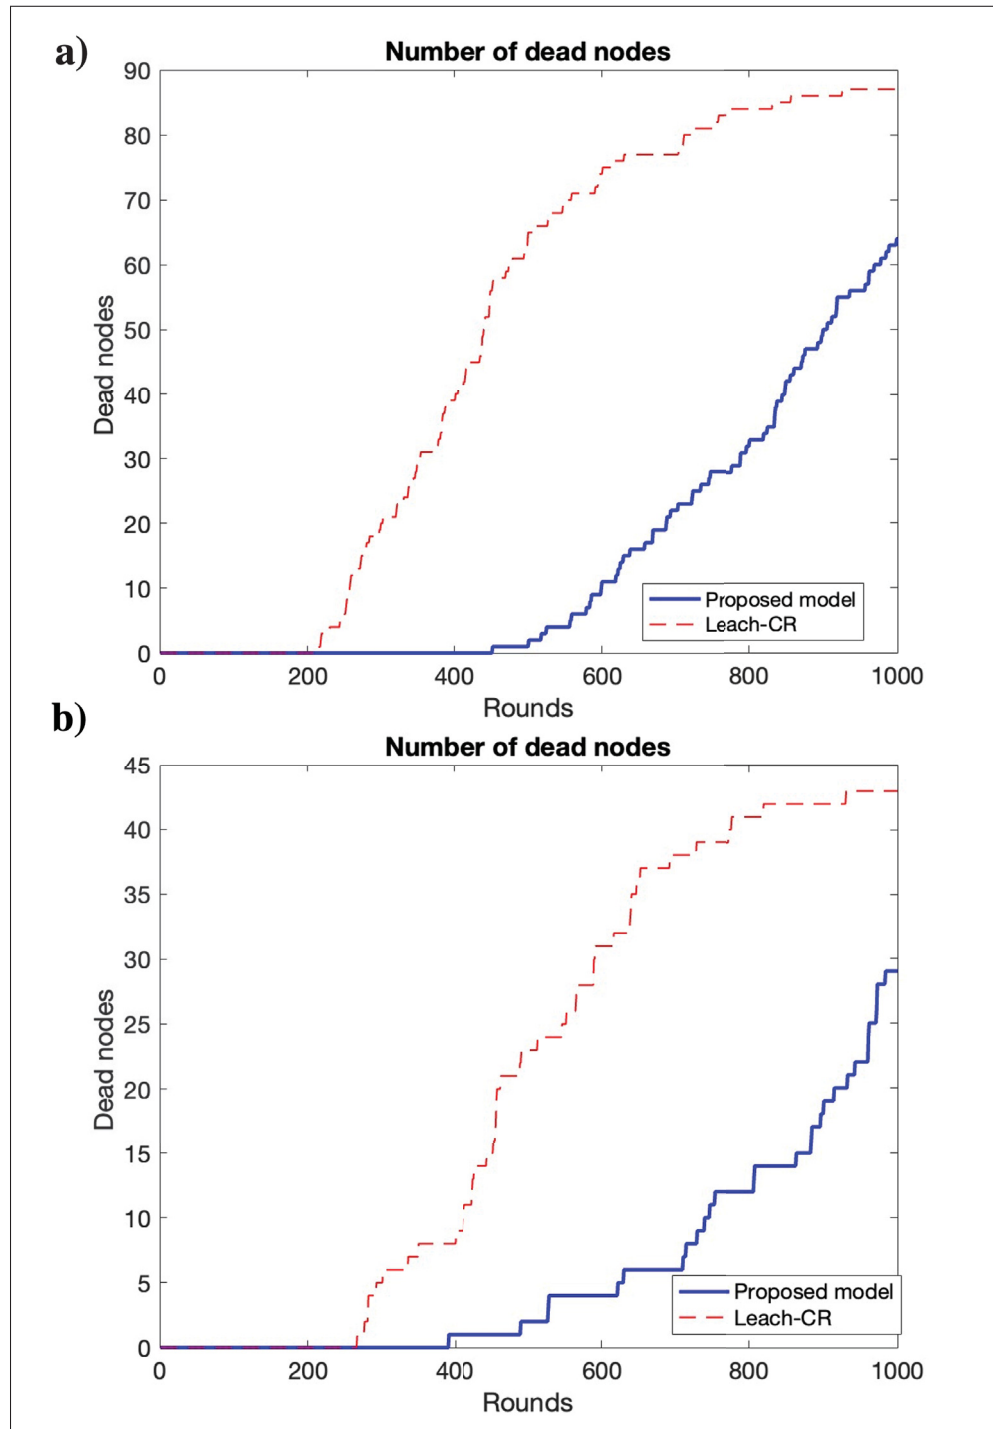 a)
Number of dead nodes
90
80
70
60
50
40
30
20
10
0
Dead nodes
0 200 400 600 800 1000
Rounds
Proposed model
Leach-CR
b)
Number of dead nodes
45
40
35
30
25
20
15
10
5
0
Dead nodes
0 200 400 600 800 1000
Rounds
Proposed model
Leach-CR